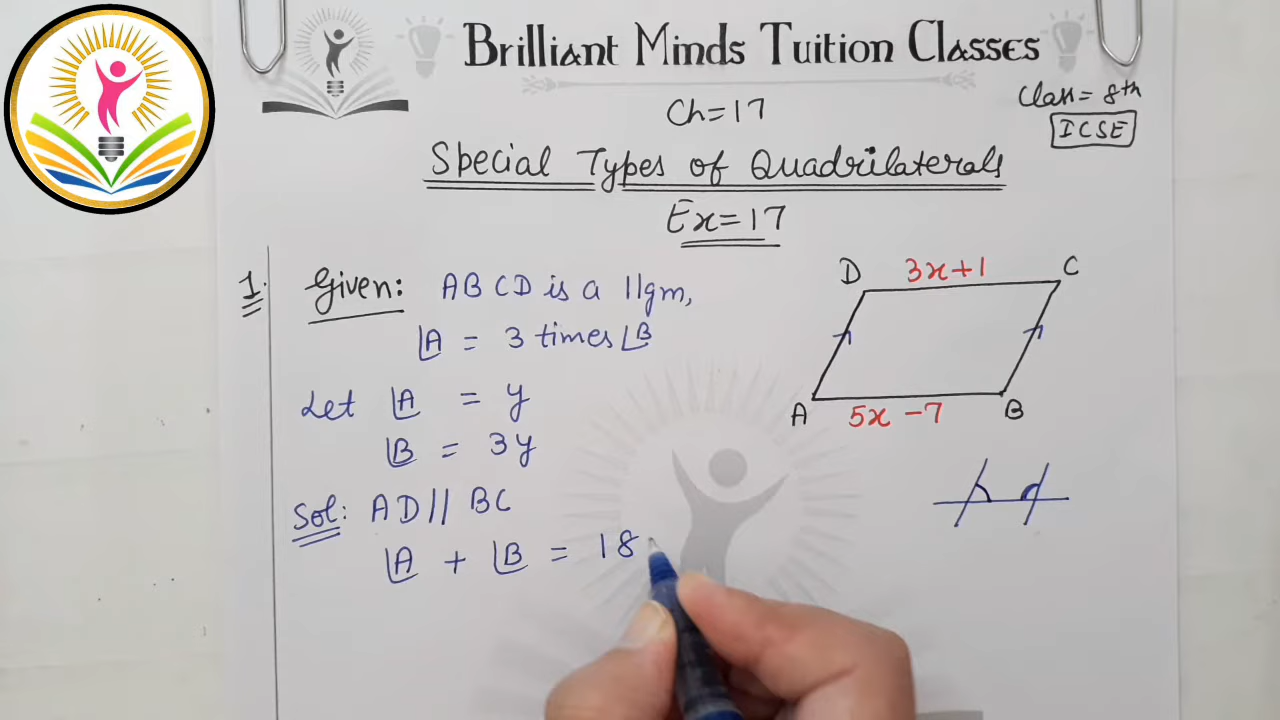 Brilliant Minds Tuition Classes
Class = 8th
ICSE
Ch=17
Special Types of Quadrilaterals
Ex=17
1. Given: ABCD is a ||gm,
∠A = 3 times ∠B
Let ∠A = y
∠B = 3y
Sol: AD || BC
∠A + ∠B = 18
D 3x+1 C
A 5x-7 B